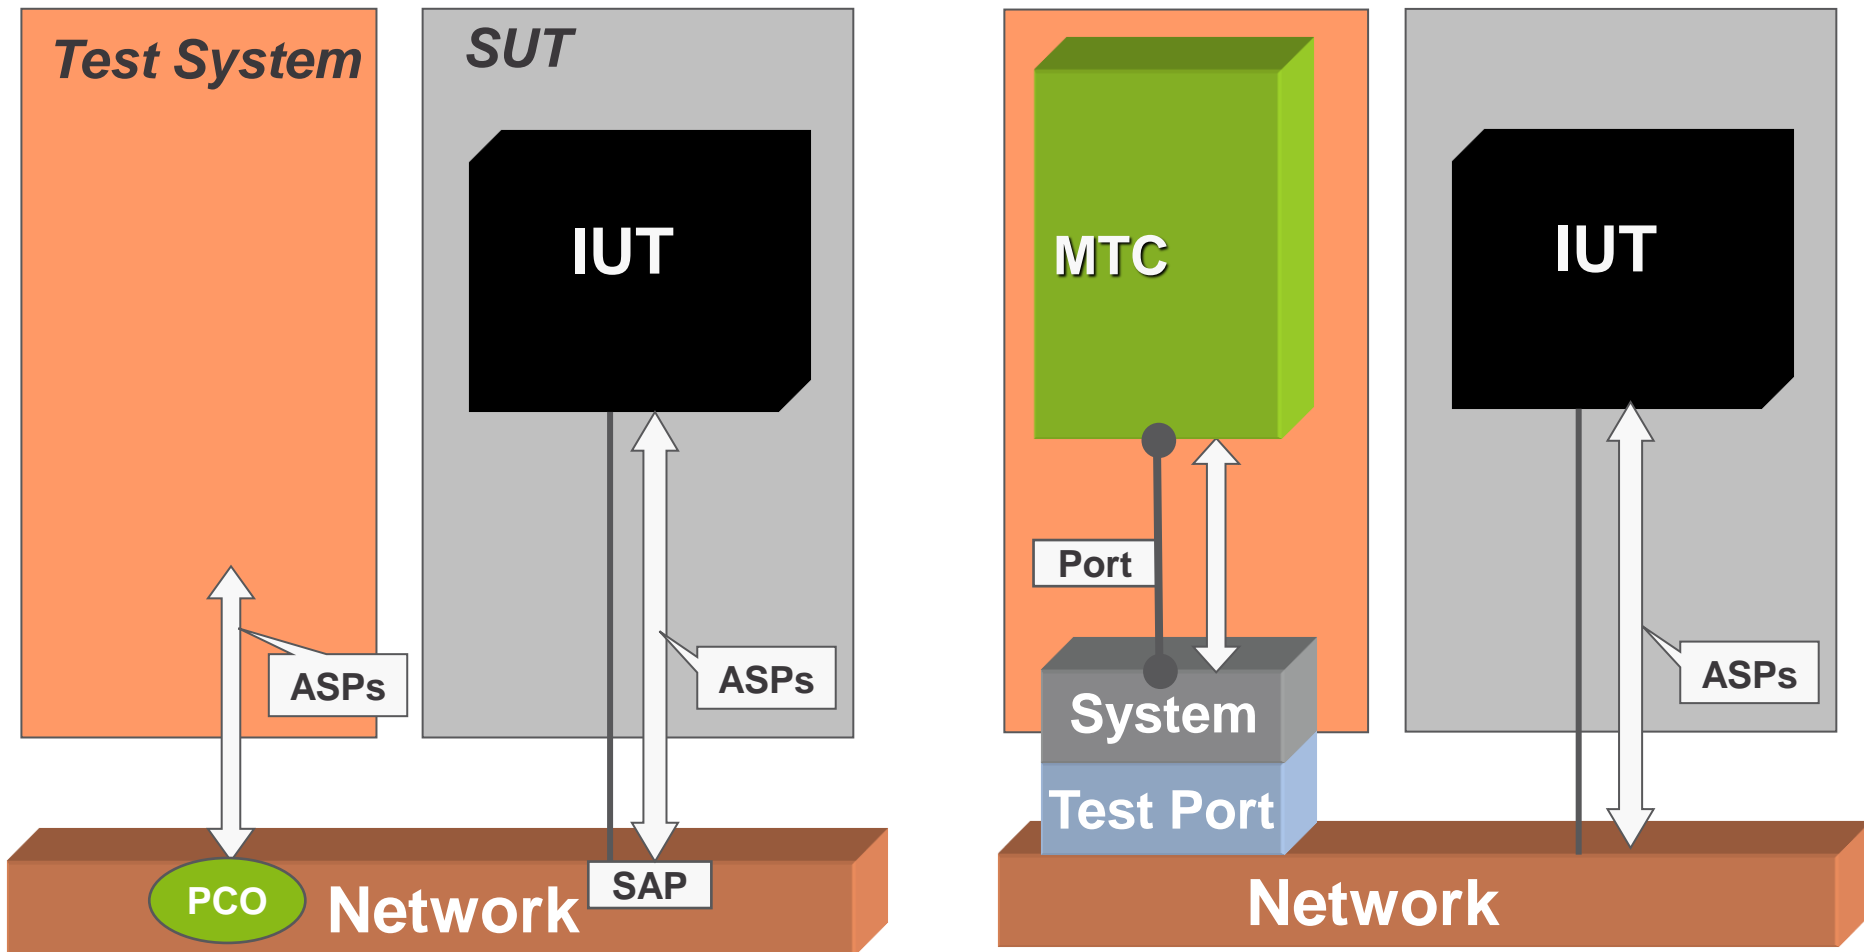 Test System
SUT
IUT
ASPs
ASPs
PCO
Network
SAP
MTC
IUT
Port
ASPs
System
Test Port
Network